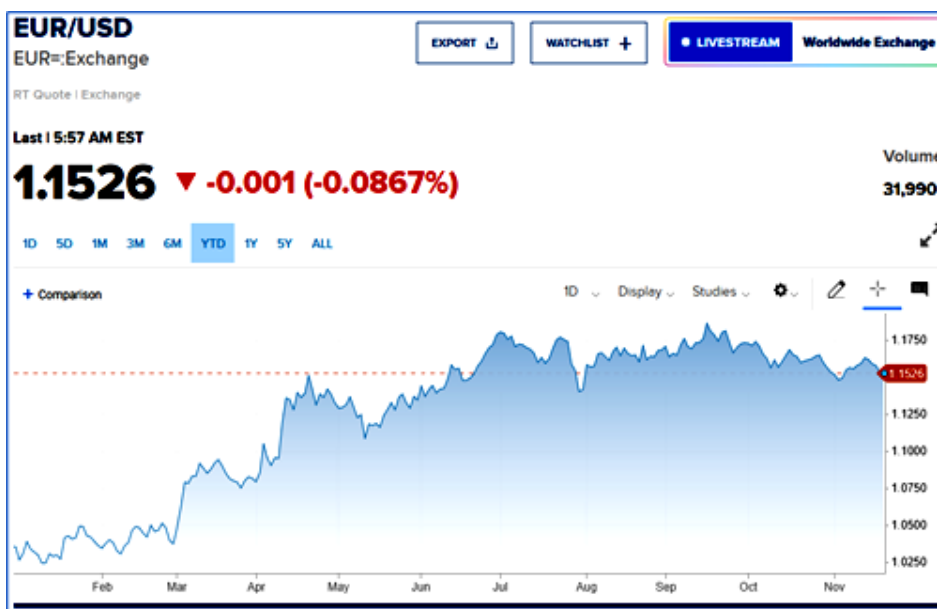 EUR/USD
EXPORT
WATCHLIST +
LIVESTREAM Worldwide Exchange
EUR=:Exchange
RT Quote | Exchange
Last | 5:57 AM EST
1.1526 ▼ -0.001 (-0.0867%)
Volume
31,990
1D 5D 1M 3M 6M YTD 1Y 5Y ALL
+ Comparison
1D Display Studies
1.1750
1.1526
1.1250
1.1000
1.0750
1.0500
1.0250
Feb Mar Apr May Jun Jul Aug Sep Oct Nov